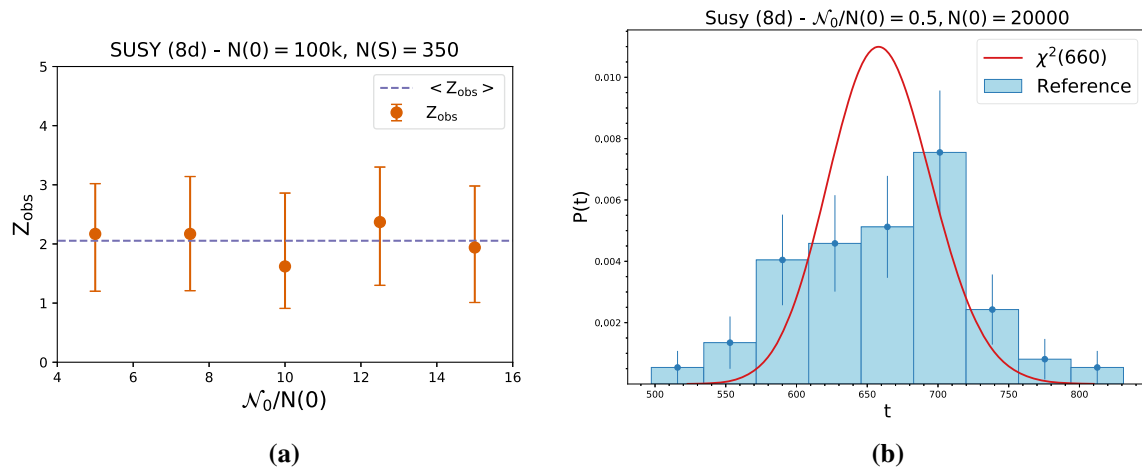 SUSY (8d) - N(0) = 100k, N(S) = 350
5
4
3
2
1
0
Z_obs
< Z_obs >
Z_obs
4 6 8 10 12 14 16
𝒩₀/N(0)
(a)
Susy (8d) - 𝒩₀/N(0) = 0.5, N(0) = 20000
χ²(660)
Reference
0.010
0.008
0.006
0.004
0.002
P(t)
500 550 600 650 700 750 800
t
(b)